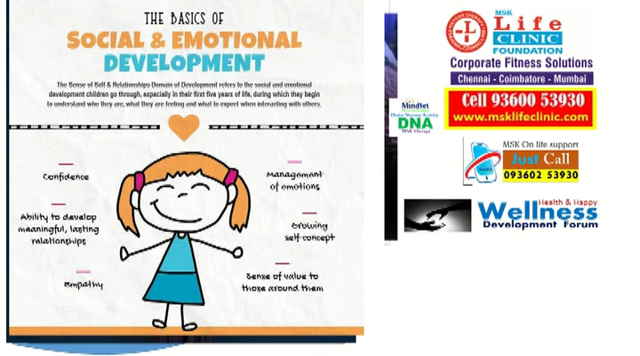 THE BASICS OF
SOCIAL & EMOTIONAL
DEVELOPMENT
The Sense of Self & Relationships Domain of Development refers to the social and emotional
development children go through, especially in their first five years of life, during which they begin
to understand who they are, what they are feeling and what to expect when interacting with others.
Confidence
Ability to develop
meaningful, lasting
relationships
Empathy
Management
of emotions
Growing
self-concept
Sense of value to
those around them
MSK
Life
CLINIC
FOUNDATION
Corporate Fitness Solutions
Chennai - Coimbatore - Mumbai
Cell 93600 53930
www.msklifeclinic.com
MindSet
DNA
MSK Therapy
MSK On life support
Just Call
093602 53930
Health & Happy
Wellness
Development Forum